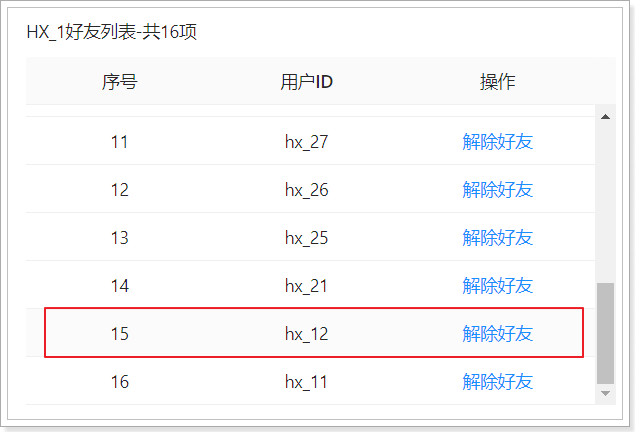 HX_1好友列表-共16项
序号 用户ID 操作
11 hx_27 解除好友
12 hx_26 解除好友
13 hx_25 解除好友
14 hx_21 解除好友
15 hx_12 解除好友
16 hx_11 解除好友